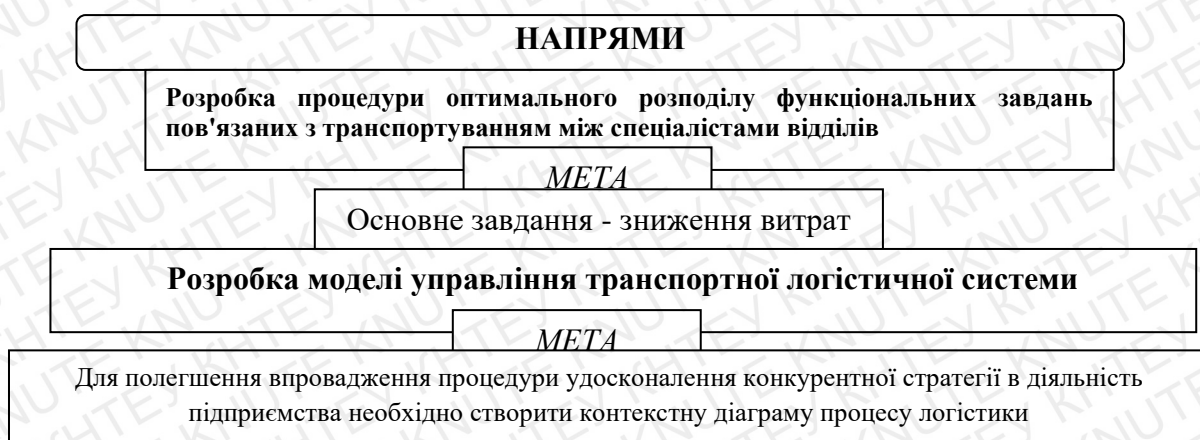 НАПРЯМИ
Розробка процедури оптимального розподілу функціональних завдань
пов'язаних з транспортуванням між спеціалістами відділів
МЕТА
Основне завдання - зниження витрат
Розробка моделі управління транспортної логістичної системи
МЕТА
Для полегшення впровадження процедури удосконалення конкурентної стратегії в діяльність
підприємства необхідно створити контекстну діаграму процесу логістики